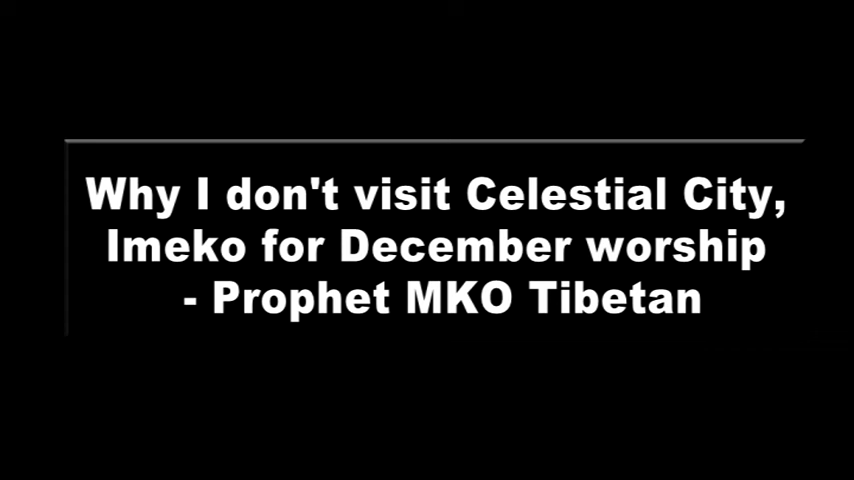 Why I don't visit Celestial City,
Imeko for December worship
- Prophet MKO Tibetan